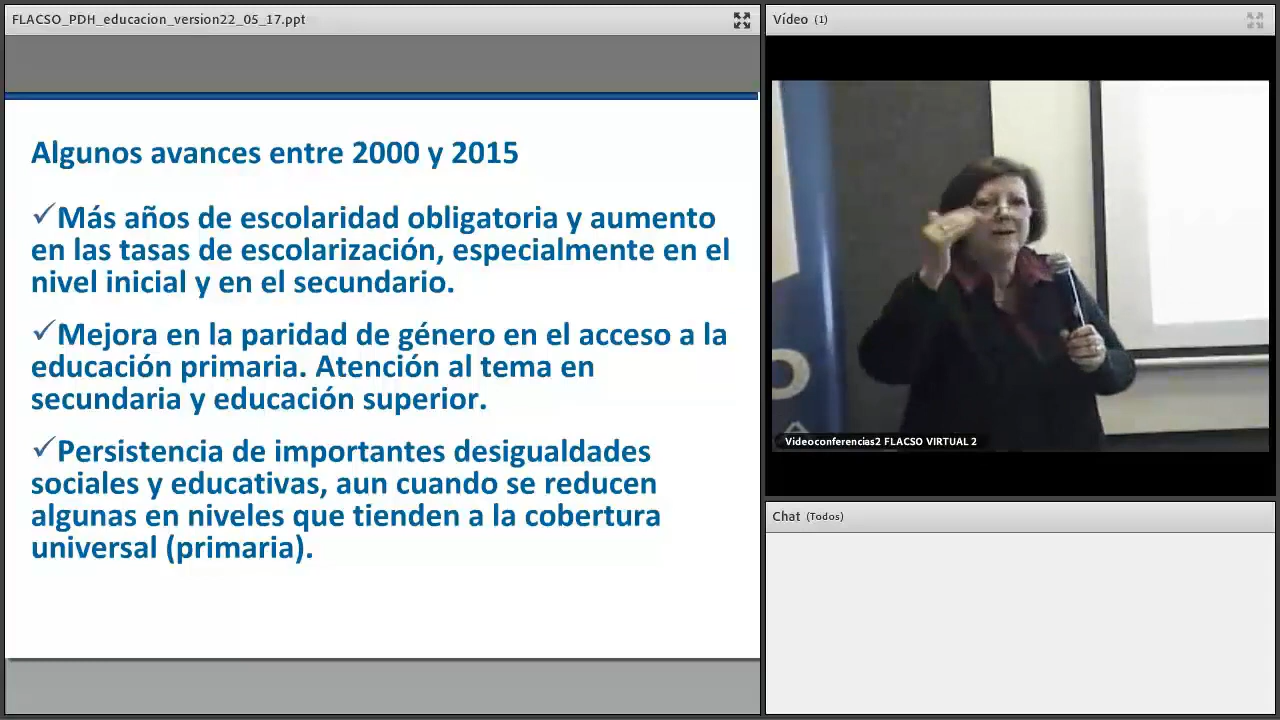 FLACSO_PDH_educacion_version22_05_17.ppt
Algunos avances entre 2000 y 2015
✓Más años de escolaridad obligatoria y aumento
en las tasas de escolarización, especialmente en el
nivel inicial y en el secundario.
✓Mejora en la paridad de género en el acceso a la
educación primaria. Atención al tema en
secundaria y educación superior.
✓Persistencia de importantes desigualdades
sociales y educativas, aun cuando se reducen
algunas en niveles que tienden a la cobertura
universal (primaria).
Vídeo (1)
Videoconferencias2 FLACSO VIRTUAL 2
Chat (Todos)